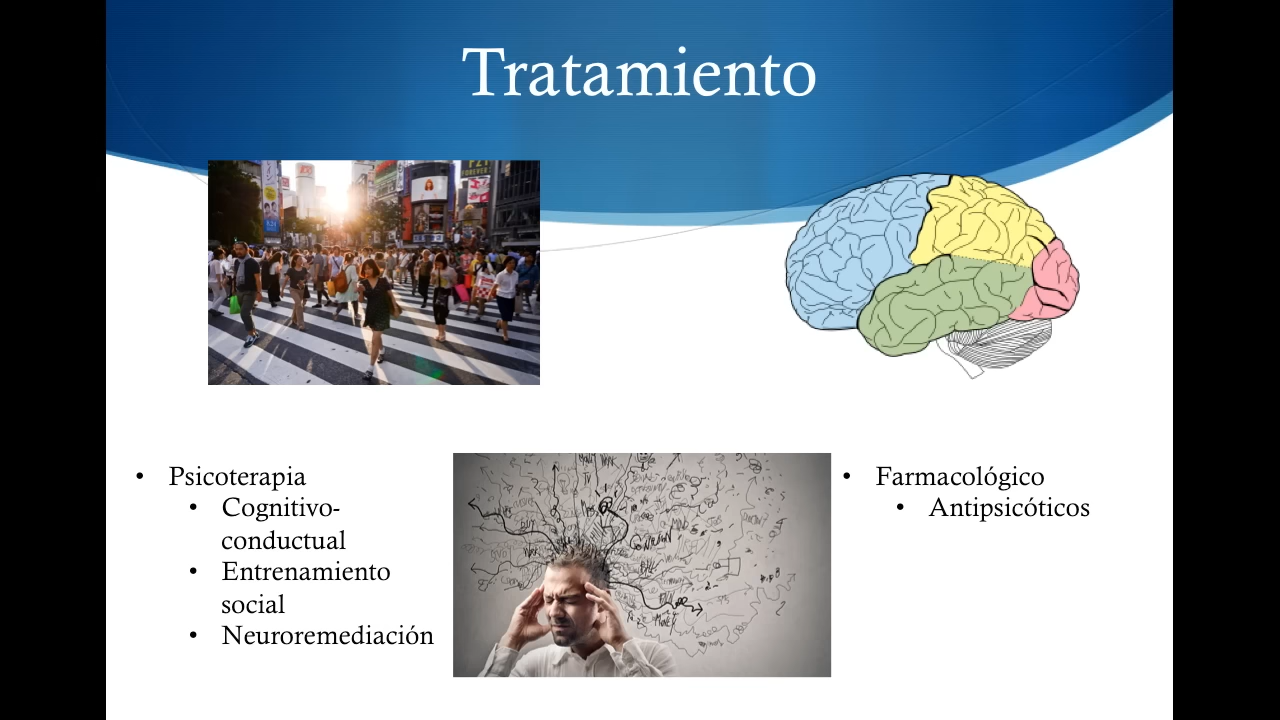 Tratamiento
• Psicoterapia
• Cognitivo-
conductual
• Entrenamiento
social
• Neuroremediación
• Farmacológico
• Antipsicóticos